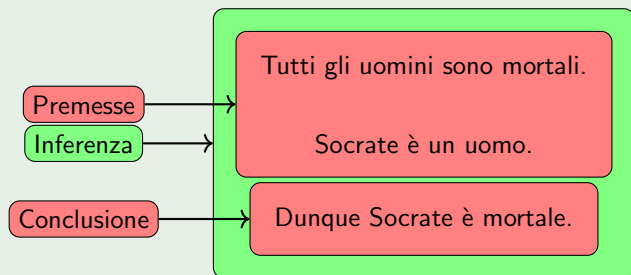 Tutti gli uomini sono mortali.
Premesse
Inferenza
Socrate è un uomo.
Conclusione
Dunque Socrate è mortale.